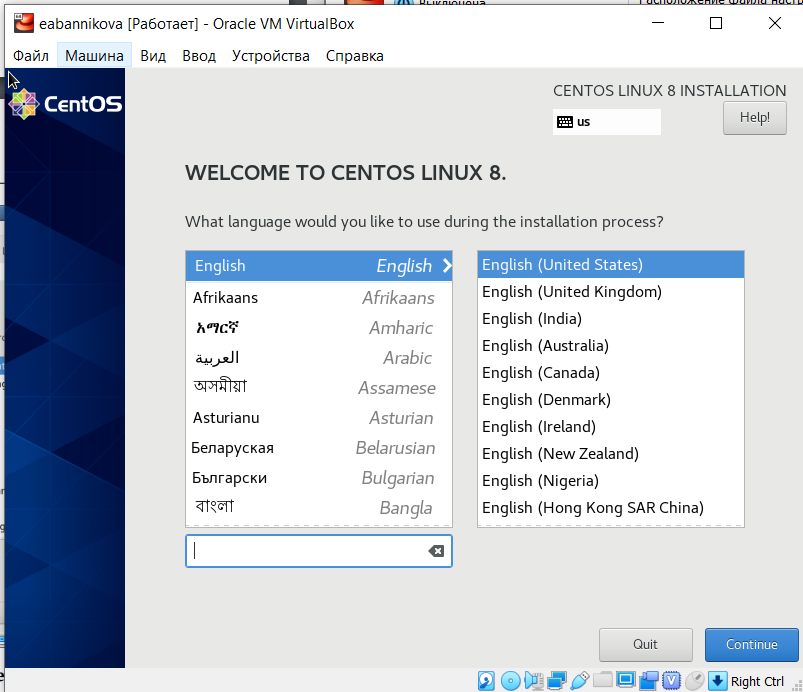 Выключена
Расположение файла настр
eabannikova [Работает] - Oracle VM VirtualBox
Файл Машина Вид Ввод Устройства Справка
CentOS
CENTOS LINUX 8 INSTALLATION
us
Help!
WELCOME TO CENTOS LINUX 8.
What language would you like to use during the installation process?
English English
Afrikaans Afrikaans
አማርኛ Amharic
العربية Arabic
অসমীয়া Assamese
Asturianu Asturian
Беларуская Belarusian
Български Bulgarian
বাংলা Bangla
English (United States)
English (United Kingdom)
English (India)
English (Australia)
English (Canada)
English (Denmark)
English (Ireland)
English (New Zealand)
English (Nigeria)
English (Hong Kong SAR China)
Quit
Continue
Right Ctrl